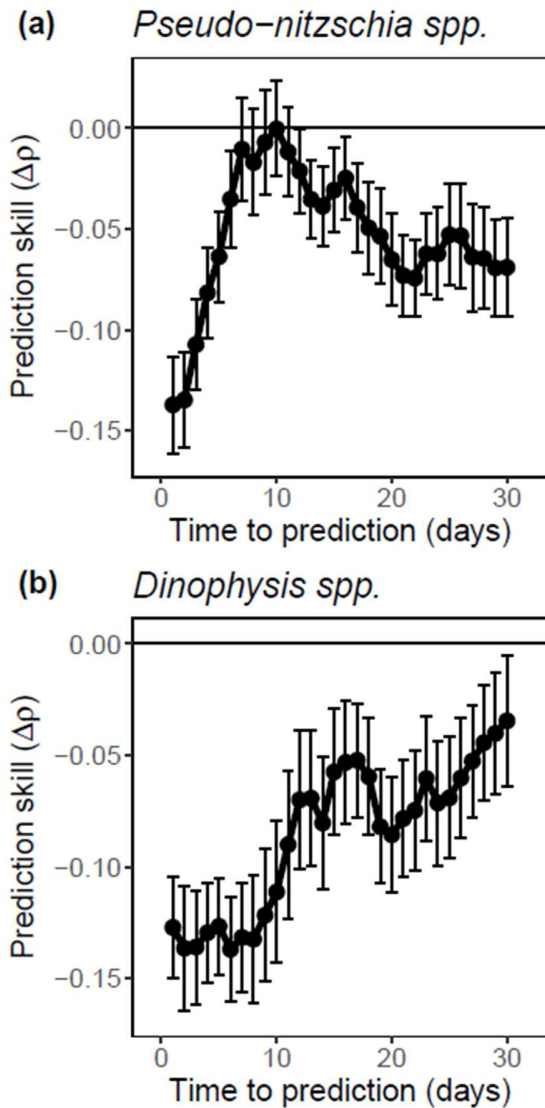 (a) Pseudo−nitzschia spp.
Prediction skill (Δρ)
0.00
−0.05
−0.10
−0.15
0 10 20 30
Time to prediction (days)
(b) Dinophysis spp.
Prediction skill (Δρ)
0.00
−0.05
−0.10
−0.15
0 10 20 30
Time to prediction (days)